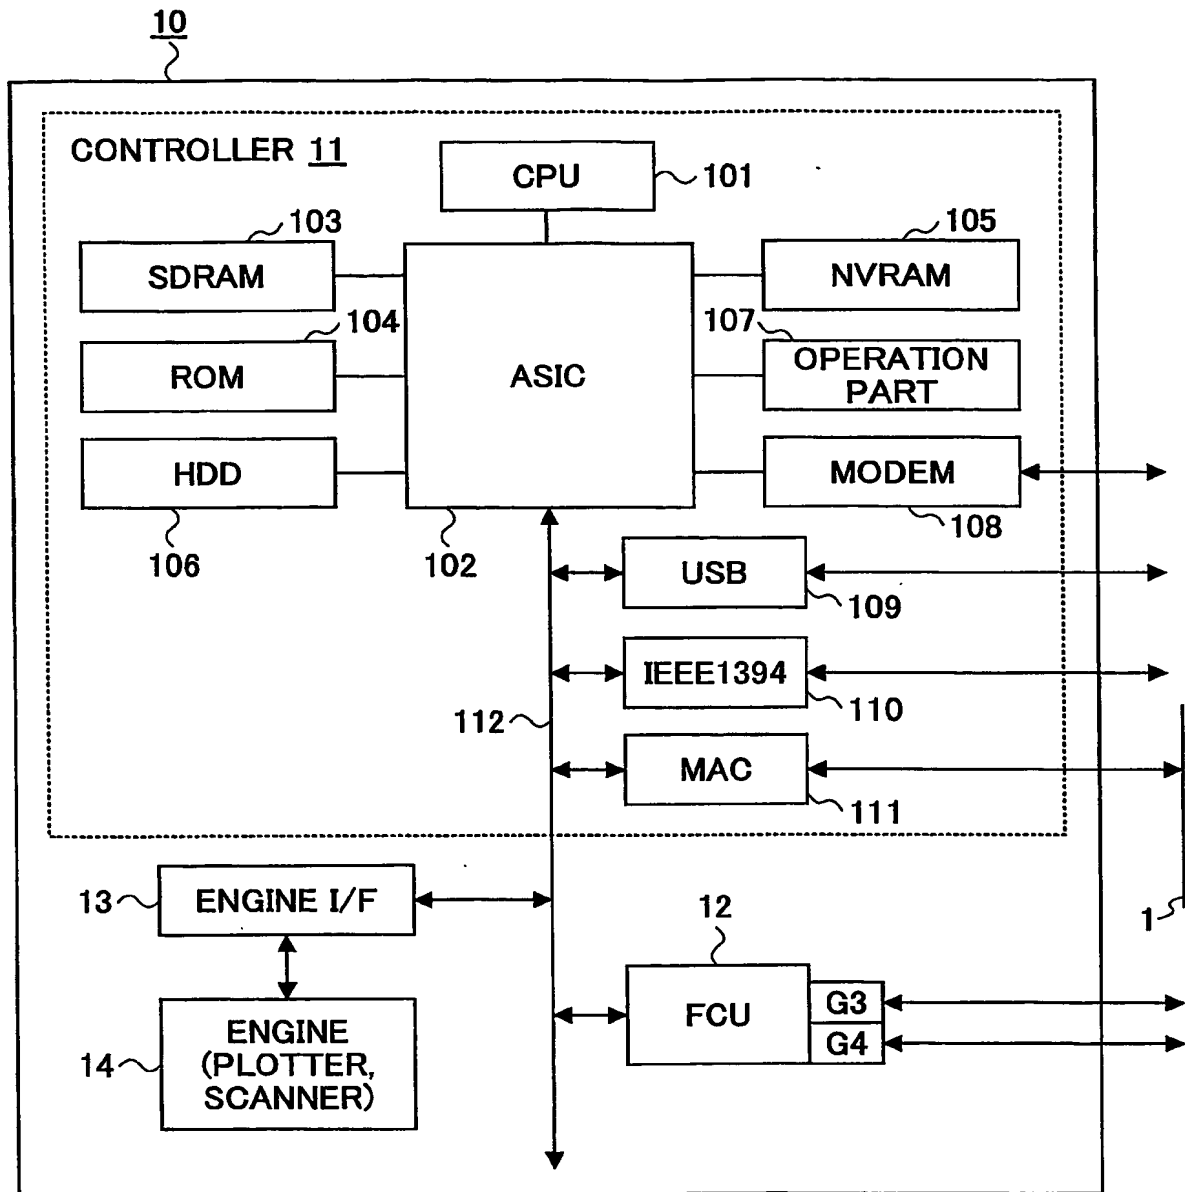 10
CONTROLLER 11
CPU
101
103
SDRAM
105
NVRAM
104
ROM
ASIC
107
OPERATION
PART
HDD
106
102
MODEM
108
USB
109
IEEE1394
110
112
MAC
111
13
ENGINE I/F
12
1
FCU
G3
G4
14
ENGINE
(PLOTTER,
SCANNER)